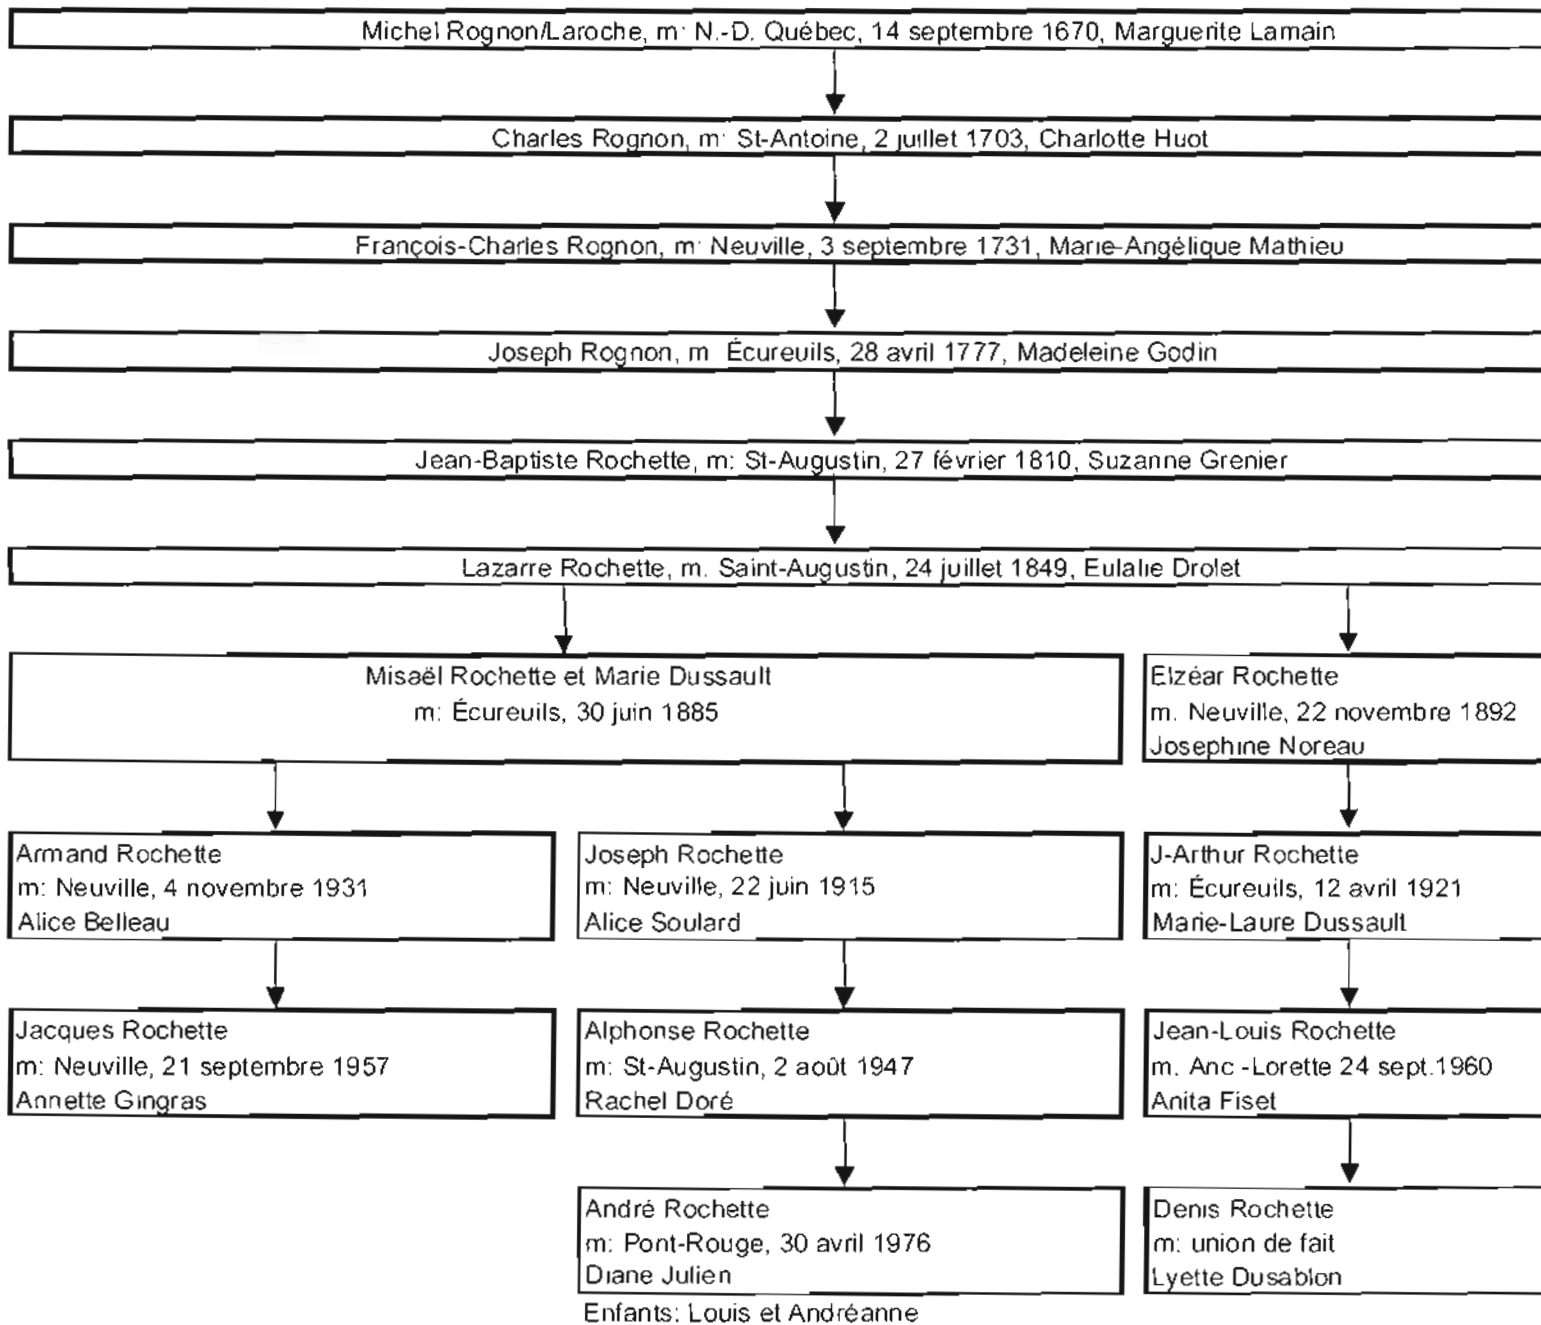 Michel Rognon/Laroche, m: N.-D. Québec, 14 septembre 1670, Marguerite Lamain
Charles Rognon, m: St-Antoine, 2 juillet 1703, Charlotte Huot
François-Charles Rognon, m: Neuville, 3 septembre 1731, Marie-Angélique Mathieu
Joseph Rognon, m Écureuils, 28 avril 1777, Madeleine Godin
Jean-Baptiste Rochette, m: St-Augustin, 27 février 1810, Suzanne Grenier
Lazarre Rochette, m. Saint-Augustin, 24 juillet 1849, Eulalie Drolet
Misaël Rochette et Marie Dussault
m: Écureuils, 30 juin 1885
Elzéar Rochette
m. Neuville, 22 novembre 1892
Josephine Noreau
Armand Rochette
m: Neuville, 4 novembre 1931
Alice Belleau
Joseph Rochette
m: Neuville, 22 juin 1915
Alice Soulard
J-Arthur Rochette
m: Écureuils, 12 avril 1921
Marie-Laure Dussault
Jacques Rochette
m: Neuville, 21 septembre 1957
Annette Gingras
Alphonse Rochette
m: St-Augustin, 2 août 1947
Rachel Doré
Jean-Louis Rochette
m. Anc -Lorette 24 sept.1960
Anita Fiset
André Rochette
m: Pont-Rouge, 30 avril 1976
Diane Julien
Denis Rochette
m: union de fait
Lyette Dusablon
Enfants: Louis et Andréanne